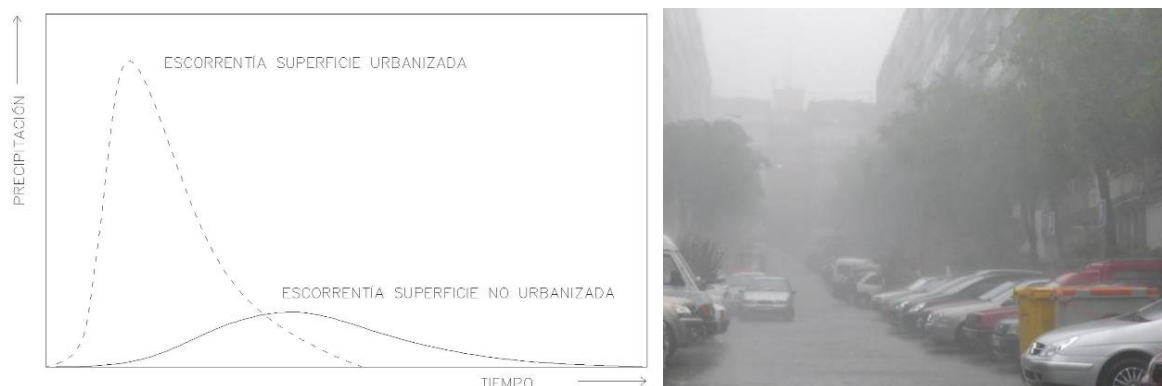 ESCORRENTÍA SUPERFICIE URBANIZADA
PRECIPITACIÓN
ESCORRENTÍA SUPERFICIE NO URBANIZADA
TIEMPO